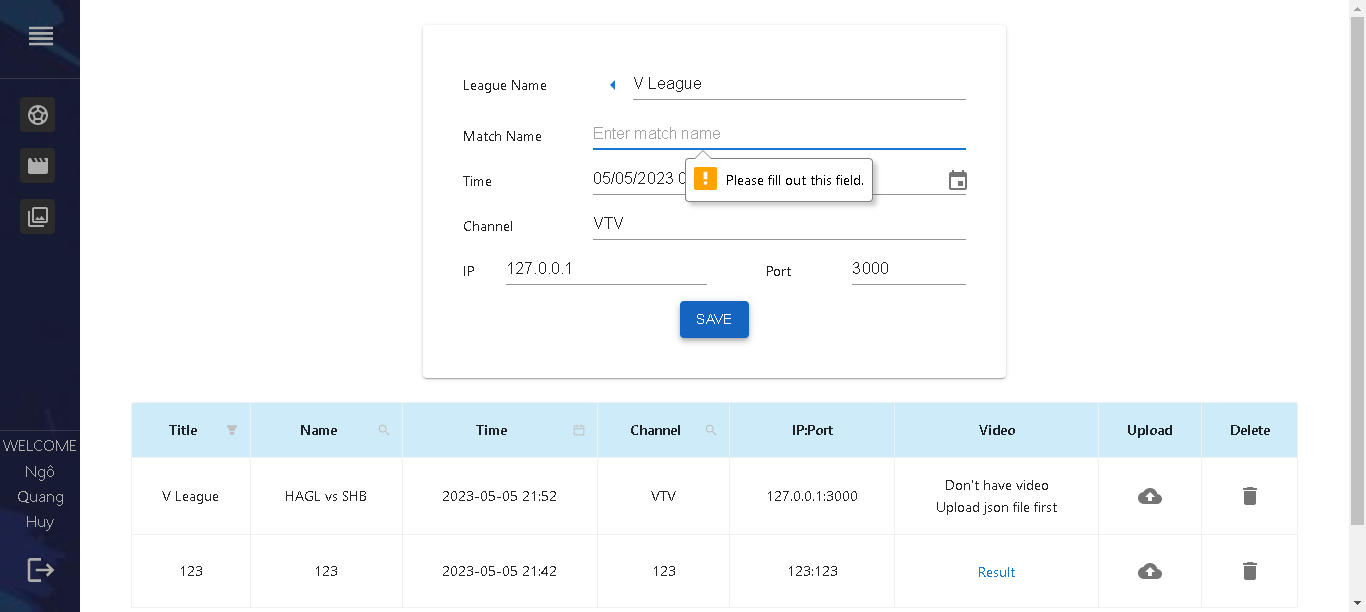 League Name V League
Match Name Enter match name
Time 05/05/2023
Please fill out this field.
Channel VTV
IP 127.0.0.1 Port 3000
SAVE
WELCOME
Ngô
Quang
Huy
Title Name Time Channel IP:Port Video Upload Delete
V League HAGL vs SHB 2023-05-05 21:52 VTV 127.0.0.1:3000 Don't have video
Upload json file first
123 123 2023-05-05 21:42 123 123:123 Result